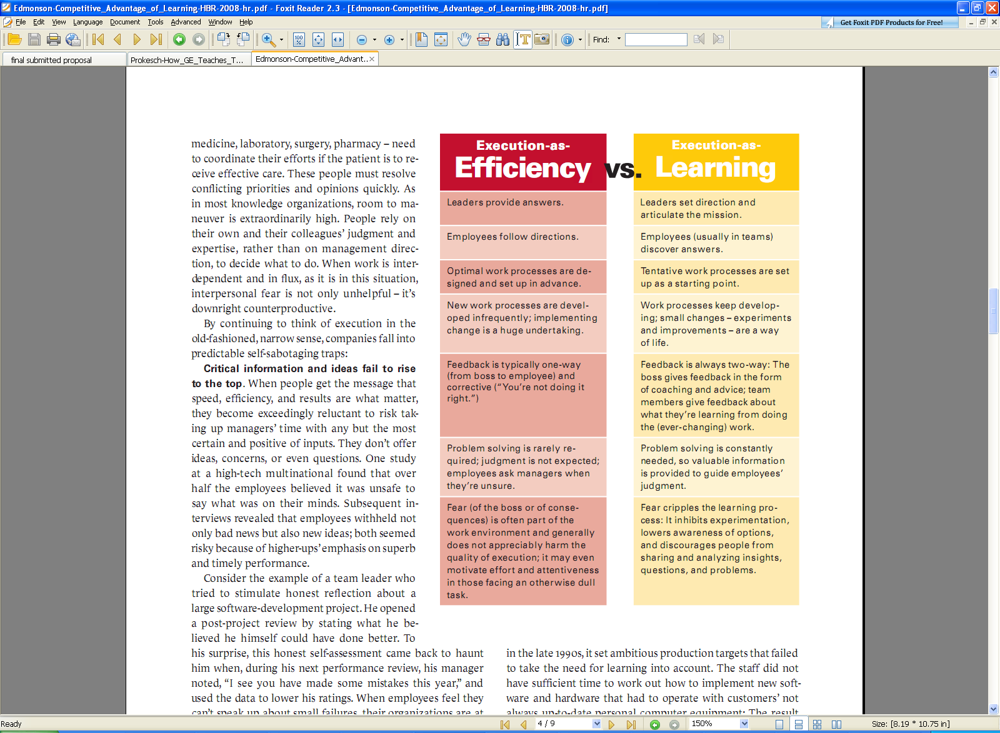 Edmonson-Competitive_Advantage_of_Learning-HBR-2008-hr.pdf - Foxit Reader 2.3 - [Edmonson-Competitive_Advantage_of_Learning-HBR-2008-hr.pdf]
File Edit View Language Document Tools Advanced Window Help
Get Foxit PDF Products for Free!
100 %
Find:
final submitted proposal
Prokesch-How_GE_Teaches_T...
Edmonson-Competitive_Advant...
medicine, laboratory, surgery, pharmacy – need
to coordinate their efforts if the patient is to re-
ceive effective care. These people must resolve
conflicting priorities and opinions quickly. As
in most knowledge organizations, room to ma-
neuver is extraordinarily high. People rely on
their own and their colleagues’ judgment and
expertise, rather than on management direc-
tion, to decide what to do. When work is inter-
dependent and in flux, as it is in this situation,
interpersonal fear is not only unhelpful – it’s
downright counterproductive.
By continuing to think of execution in the
old-fashioned, narrow sense, companies fall into
predictable self-sabotaging traps:
Critical information and ideas fail to rise
to the top. When people get the message that
speed, efficiency, and results are what matter,
they become exceedingly reluctant to risk tak-
ing up managers’ time with any but the most
certain and positive of inputs. They don’t offer
ideas, concerns, or even questions. One study
at a high-tech multinational found that over
half the employees believed it was unsafe to
say what was on their minds. Subsequent in-
terviews revealed that employees withheld not
only bad news but also new ideas; both seemed
risky because of higher-ups’ emphasis on superb
and timely performance.
Consider the example of a team leader who
tried to stimulate honest reflection about a
large software-development project. He opened
a post-project review by stating what he be-
lieved he himself could have done better. To
his surprise, this honest self-assessment came back to haunt
him when, during his next performance review, his manager
noted, “I see you have made some mistakes this year,” and
used the data to lower his ratings. When employees feel they
can’t speak up about small failures, their organizations are at
Execution-as-
Efficiency
vs.
Execution-as-
Learning
Leaders provide answers.
Leaders set direction and
articulate the mission.
Employees follow directions.
Employees (usually in teams)
discover answers.
Optimal work processes are de-
signed and set up in advance.
Tentative work processes are set
up as a starting point.
New work processes are devel-
oped infrequently; implementing
change is a huge undertaking.
Work processes keep develop-
ing; small changes – experiments
and improvements – are a way
of life.
Feedback is typically one-way
(from boss to employee) and
corrective (“You’re not doing it
right.”)
Feedback is always two-way: The
boss gives feedback in the form
of coaching and advice; team
members give feedback about
what they’re learning from doing
the (ever-changing) work.
Problem solving is rarely re-
quired; judgment is not expected;
employees ask managers when
they’re unsure.
Problem solving is constantly
needed, so valuable information
is provided to guide employees’
judgment.
Fear (of the boss or of conse-
quences) is often part of the
work environment and generally
does not appreciably harm the
quality of execution; it may even
motivate effort and attentiveness
in those facing an otherwise dull
task.
Fear cripples the learning pro-
cess: It inhibits experimentation,
lowers awareness of options,
and discourages people from
sharing and analyzing insights,
questions, and problems.
in the late 1990s, it set ambitious production targets that failed
to take the need for learning into account. The staff did not
have sufficient time to work out how to implement new soft-
ware and hardware that had to operate with customers’ not
always up-to-date personal computer equipment: The result
Ready
4 / 9
150%
Size: [8.19 * 10.75 in]